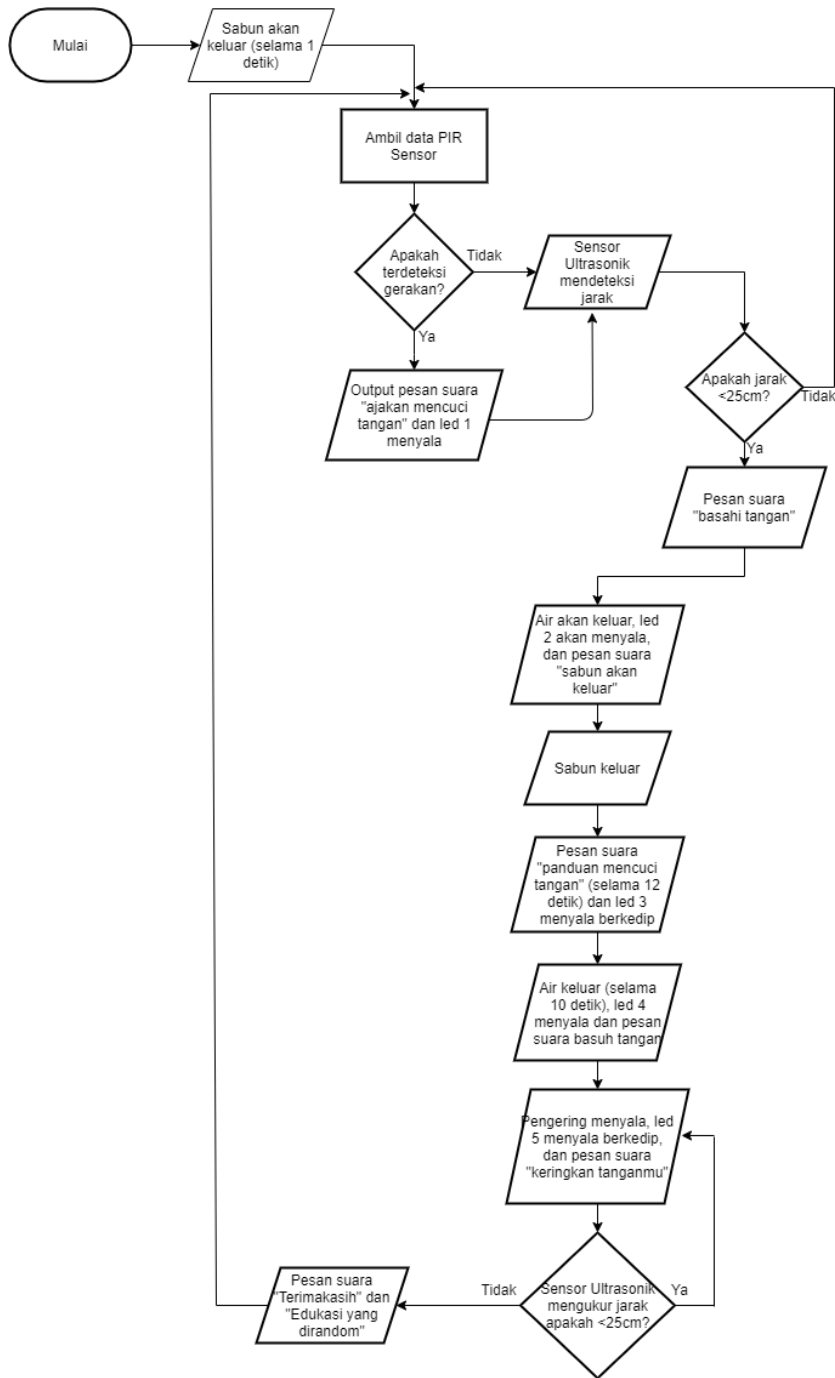 Mulai
Sabun akan
keluar (selama 1
detik)
Ambil data PIR
Sensor
Apakah
terdeteksi
gerakan?
Tidak
Sensor
Ultrasonik
mendeteksi
jarak
Ya
Output pesan suara
"ajakan mencuci
tangan" dan led 1
menyala
Apakah jarak
<25cm?
Tidak
Ya
Pesan suara
"basahi tangan"
Air akan keluar, led
2 akan menyala,
dan pesan suara
"sabun akan
keluar"
Sabun keluar
Pesan suara
"panduan mencuci
tangan" (selama 12
detik) dan led 3
menyala berkedip
Air keluar (selama
10 detik), led 4
menyala dan pesan
suara basuh tangan
Pengering menyala, led
5 menyala berkedip,
dan pesan suara
"keringkan tanganmu"
Sensor Ultrasonik
mengukur jarak
apakah <25cm?
Ya
Tidak
Pesan suara
"Terimakasih" dan
"Edukasi yang
dirandom"